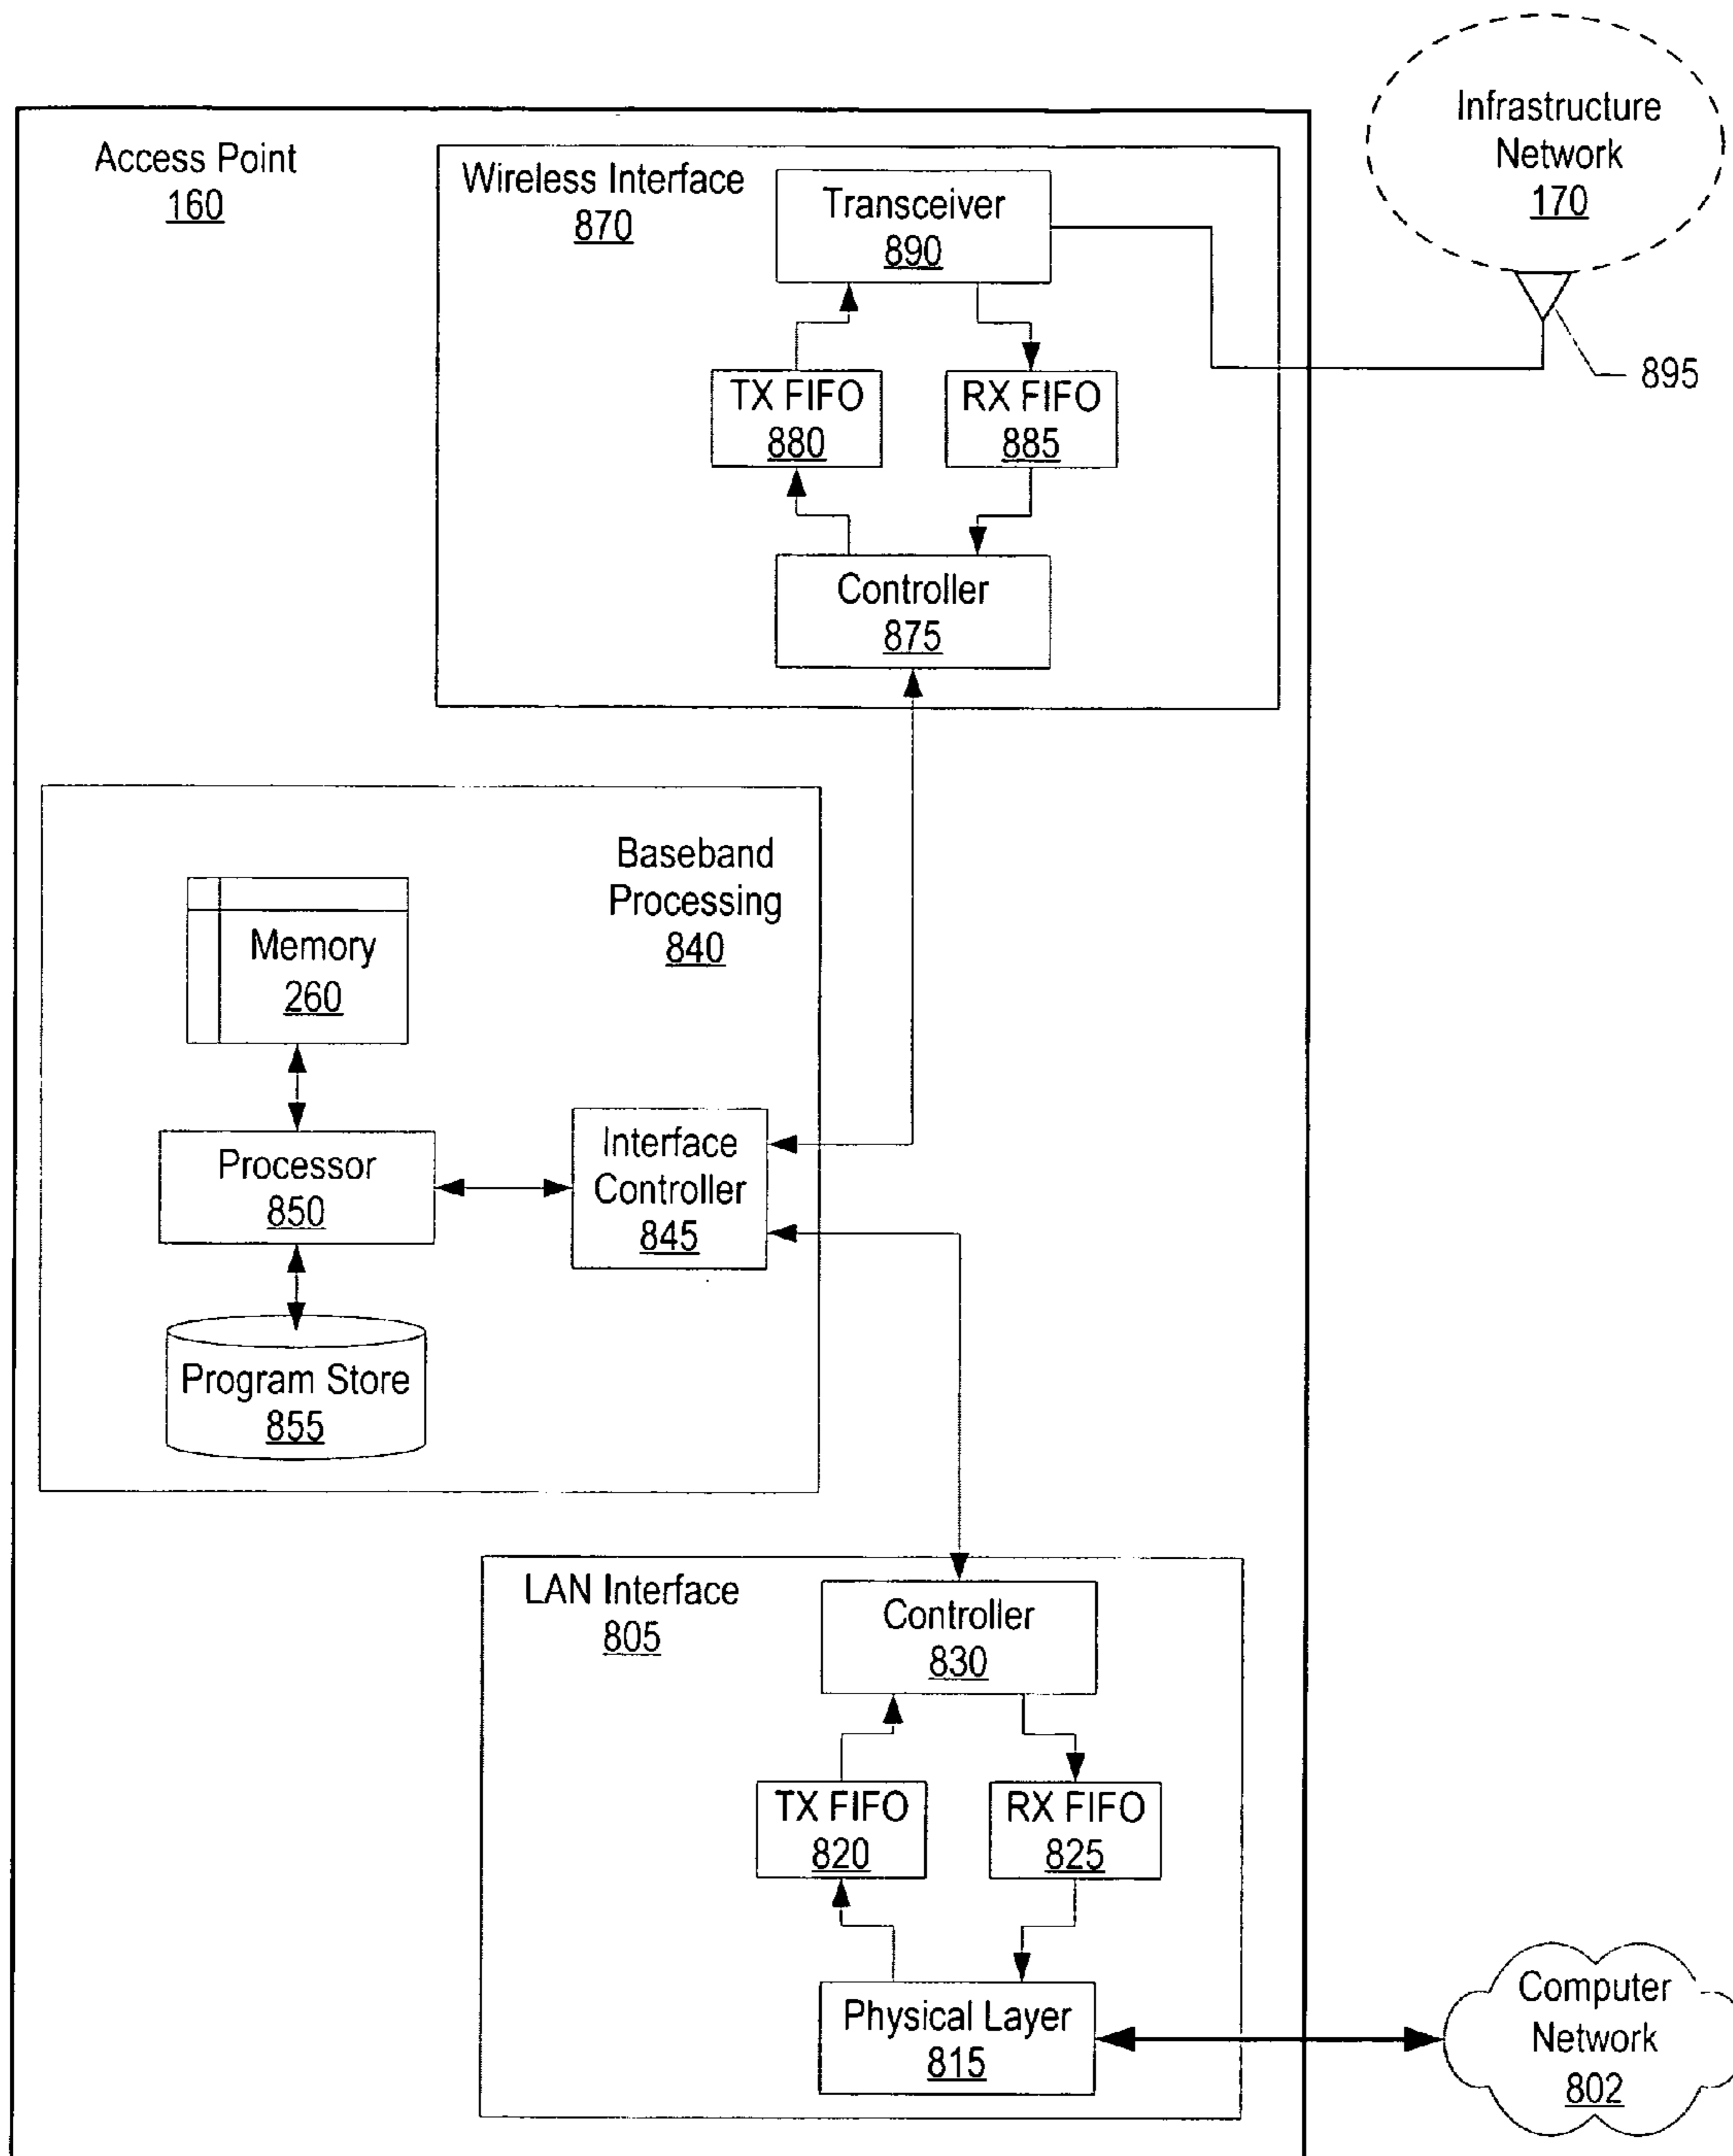 Infrastructure
Network
170
895
Access Point
160
Wireless Interface
870
Transceiver
890
TX FIFO
880
RX FIFO
885
Controller
875
Baseband
Processing
840
Memory
260
Processor
850
Interface
Controller
845
Program Store
855
LAN Interface
805
Controller
830
TX FIFO
820
RX FIFO
825
Physical Layer
815
Computer
Network
802